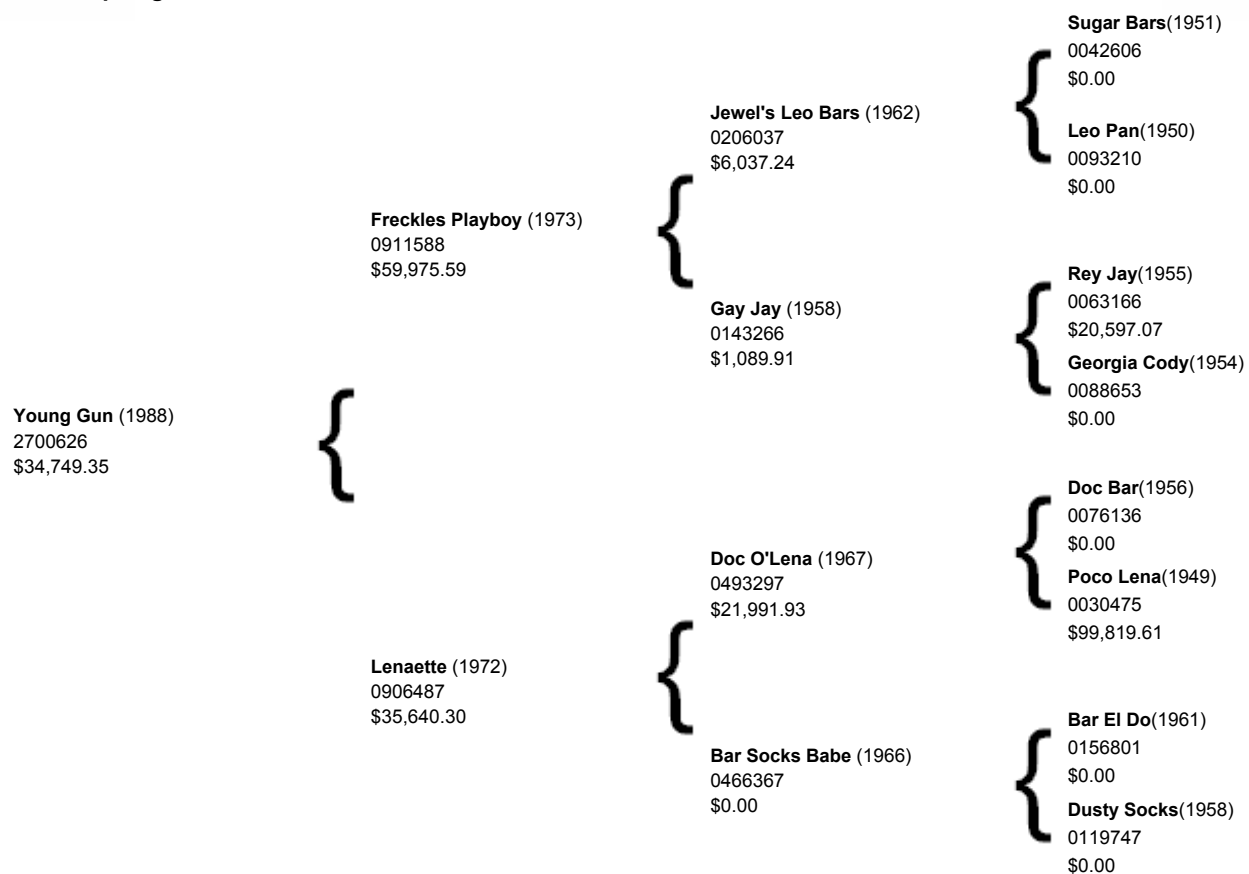 Sugar Bars(1951)
0042606
$0.00
Jewel's Leo Bars (1962)
0206037
$6,037.24
Leo Pan(1950)
0093210
$0.00
Freckles Playboy (1973)
0911588
$59,975.59
Rey Jay(1955)
0063166
$20,597.07
Gay Jay (1958)
0143266
$1,089.91
Georgia Cody(1954)
0088653
$0.00
Young Gun (1988)
2700626
$34,749.35
Doc Bar(1956)
0076136
$0.00
Doc O'Lena (1967)
0493297
$21,991.93
Poco Lena(1949)
0030475
$99,819.61
Lenaette (1972)
0906487
$35,640.30
Bar El Do(1961)
0156801
$0.00
Bar Socks Babe (1966)
0466367
$0.00
Dusty Socks(1958)
0119747
$0.00